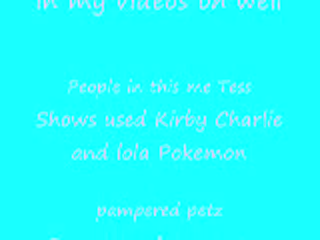 in my videos on well
People in this me Tess
Shows used Kirby Charlie
and lola Pokemon
pampered petz